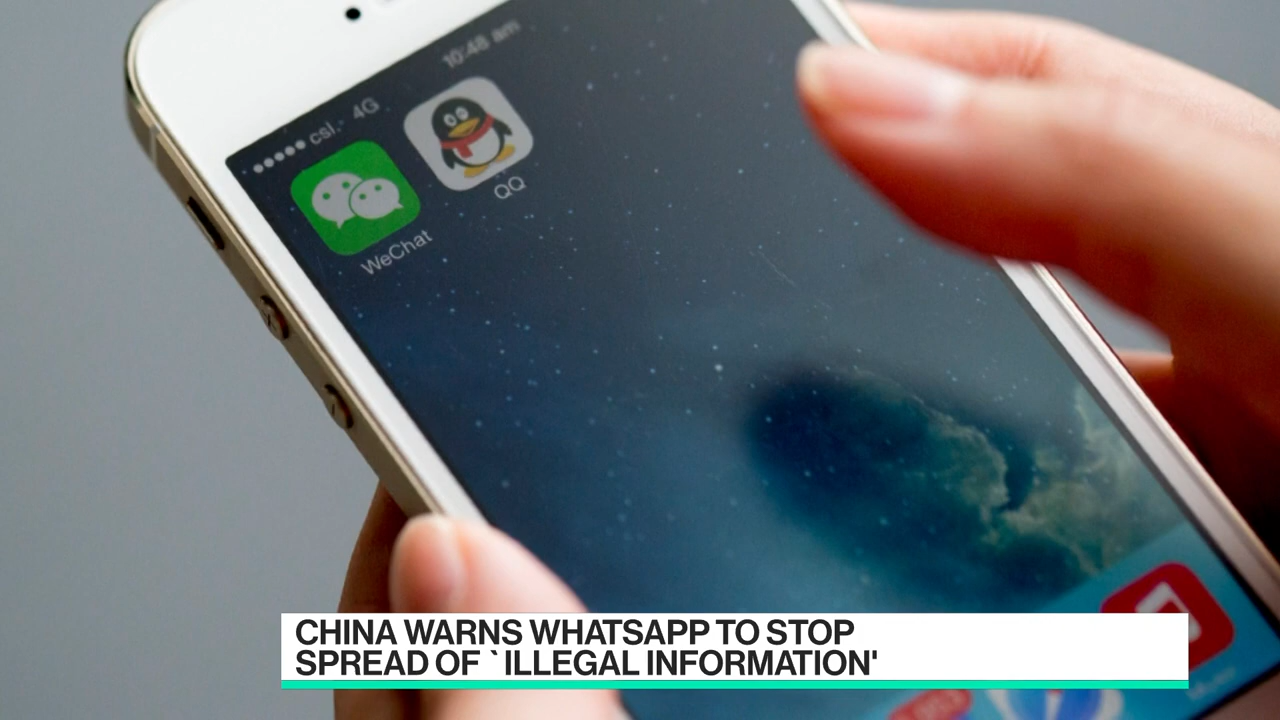 10:48 am
csl. 4G
WeChat
QQ
CHINA WARNS WHATSAPP TO STOP
SPREAD OF `ILLEGAL INFORMATION'